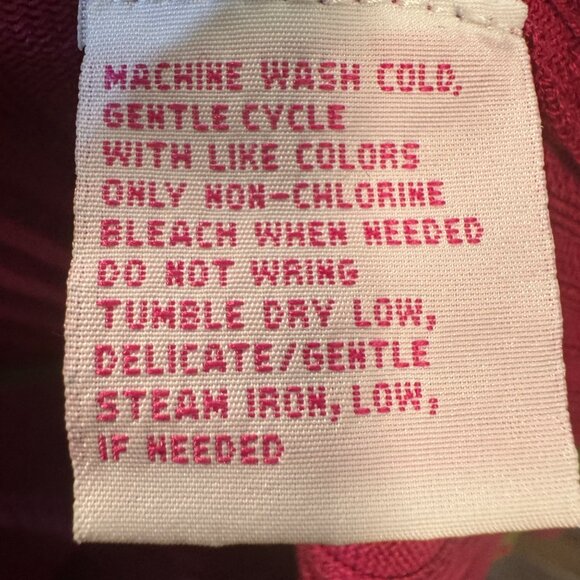 MACHINE WASH COLD,
GENTLE CYCLE
WITH LIKE COLORS
ONLY NON-CHLORINE
BLEACH WHEN NEEDED
DO NOT WRING
TUMBLE DRY LOW,
DELICATE/GENTLE
STEAM IRON, LOW,
IF NEEDED